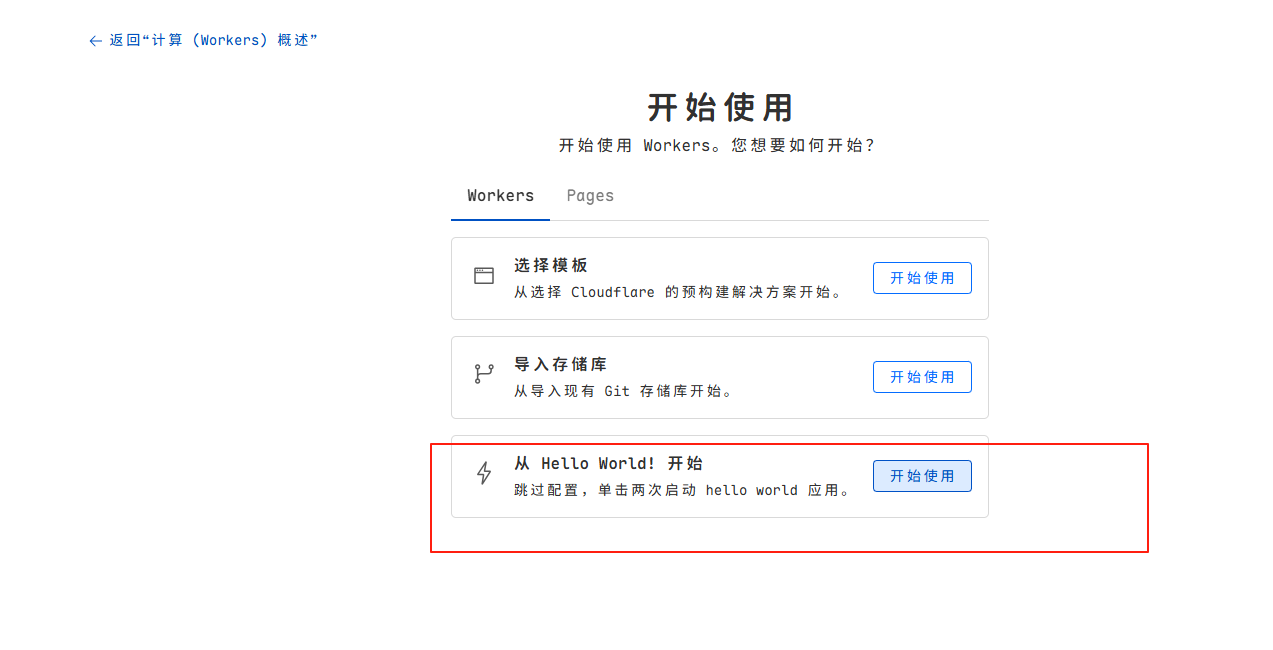 ← 返回“计算 (Workers) 概述”
开始使用
开始使用 Workers。您想要如何开始？
Workers Pages
选择模板
从选择 Cloudflare 的预构建解决方案开始。
开始使用
导入存储库
从导入现有 Git 存储库开始。
开始使用
从 Hello World! 开始
跳过配置，单击两次启动 hello world 应用。
开始使用